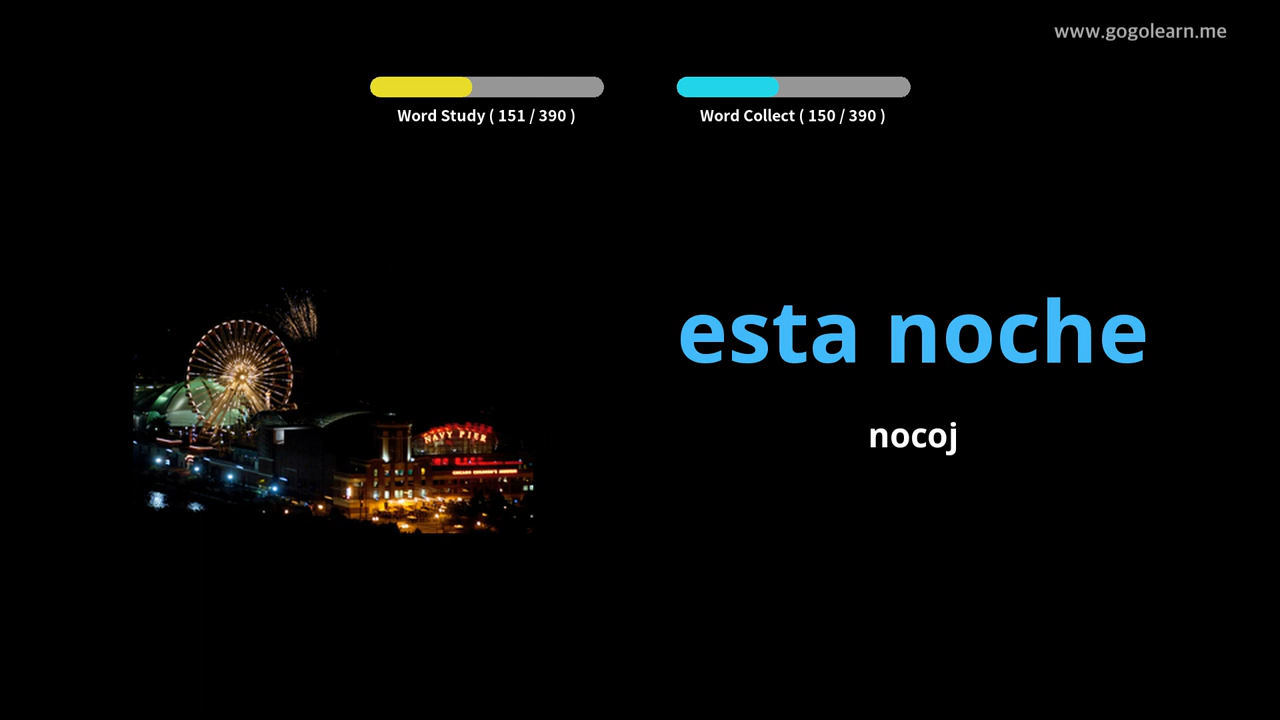 www.gogolearn.me
Word Study ( 151 / 390 )
Word Collect ( 150 / 390 )
esta noche
nocoj
NAVY PIER